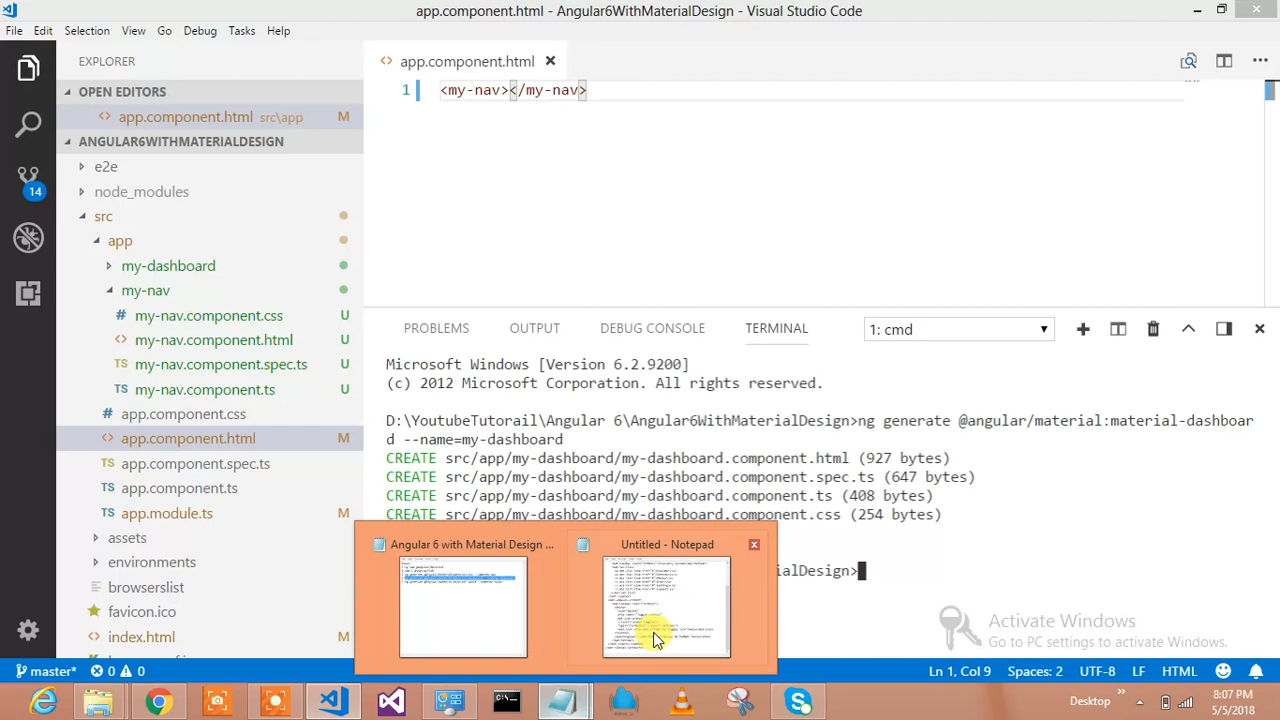 app.component.html - Angular6WithMaterialDesign - Visual Studio Code
File Edit Selection View Go Debug Tasks Help
EXPLORER
OPEN EDITORS
<> app.component.html src\app M
ANGULAR6WITHMATERIALDESIGN
e2e
node_modules
src
app
my-dashboard
my-nav
# my-nav.component.css U
<> my-nav.component.html U
TS my-nav.component.spec.ts U
TS my-nav.component.ts U
# app.component.css
<> app.component.html M
TS app.component.spec.ts
TS app.component.ts
TS app.module.ts M
assets
environments
browserslist
favicon.ico
index.html M
14
<> app.component.html
1 <my-nav></my-nav>
PROBLEMS OUTPUT DEBUG CONSOLE TERMINAL 1: cmd
Microsoft Windows [Version 6.2.9200]
(c) 2012 Microsoft Corporation. All rights reserved.
D:\YoutubeTutorail\Angular 6\Angular6WithMaterialDesign>ng generate @angular/material:material-dashboar
d --name=my-dashboard
CREATE src/app/my-dashboard/my-dashboard.component.html (927 bytes)
CREATE src/app/my-dashboard/my-dashboard.component.spec.ts (647 bytes)
CREATE src/app/my-dashboard/my-dashboard.component.ts (408 bytes)
CREATE src/app/my-dashboard/my-dashboard.component.css (254 bytes)
ialDesign>
Angular 6 with Material Design ...
Untitled - Notepad
Activate Windows
Go to PC settings to activate Windows.
master* 0 0 Ln 1, Col 9 Spaces: 2 UTF-8 LF HTML
Desktop
8:07 PM
5/5/2018